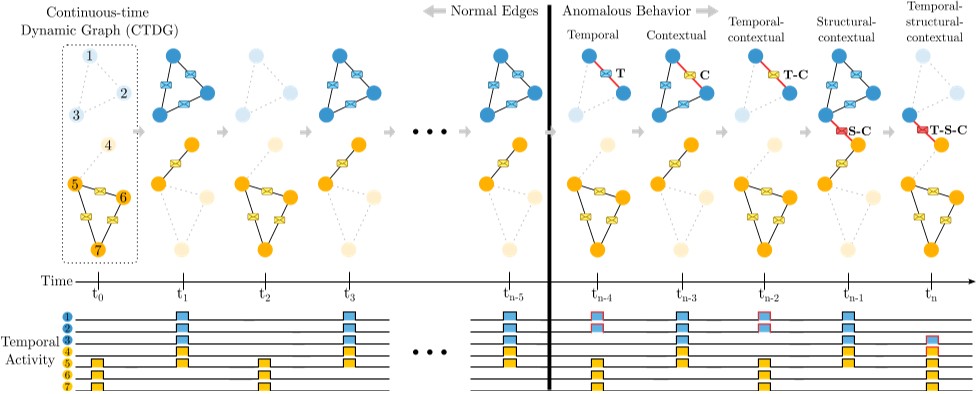 Continuous-time
Dynamic Graph (CTDG)
Normal Edges
Anomalous Behavior
Temporal
Contextual
Temporal-
contextual
Structural-
contextual
Temporal-
structural-
contextual
1
2
3
4
5
6
7
T
C
T-C
S-C
T-S-C
Time
t0
t1
t2
t3
tn-5
tn-4
tn-3
tn-2
tn-1
tn
Temporal
Activity
1
2
3
4
5
6
7